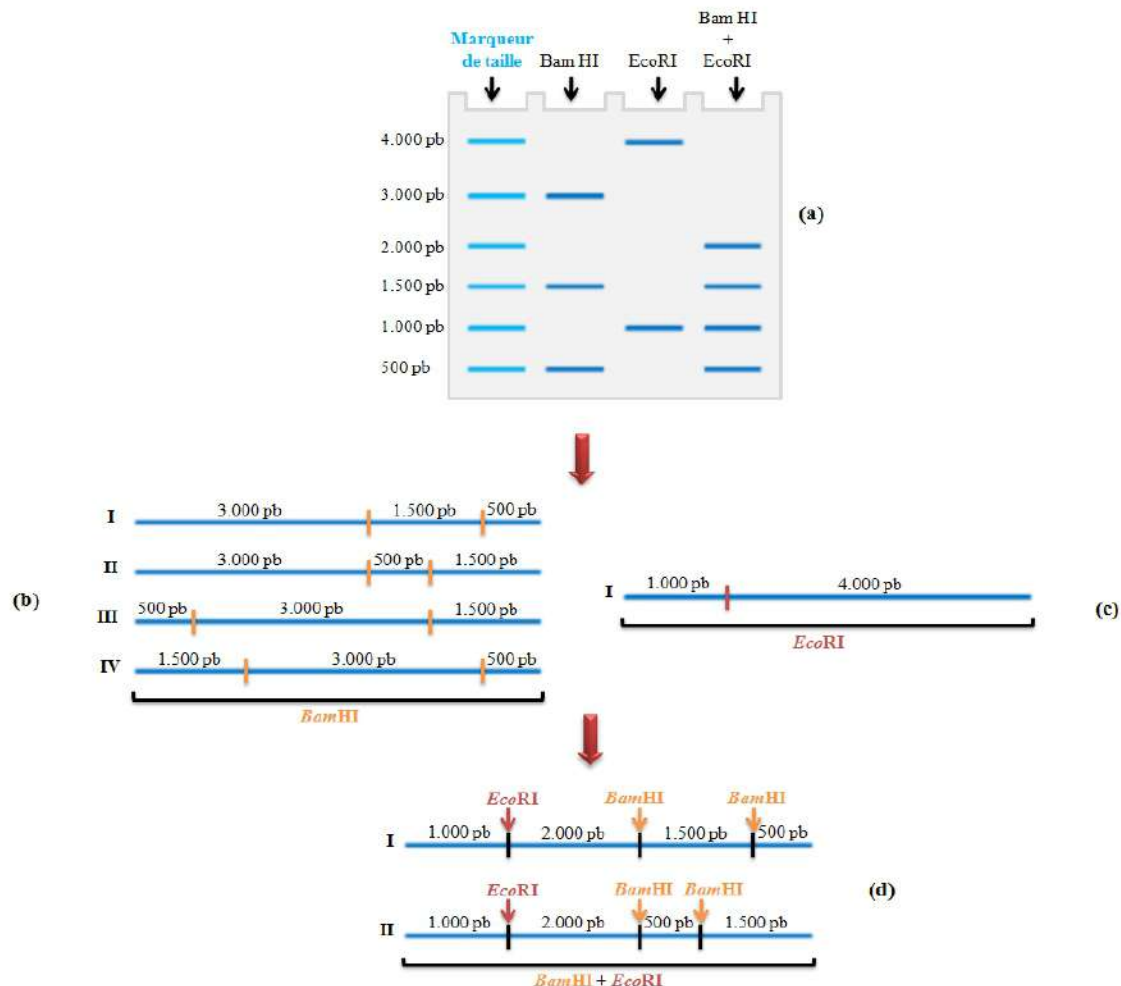 Bam HI
+
EcoRI
Marqueur
de taille
Bam HI
EcoRI
4.000 pb
3.000 pb
2.000 pb
1.500 pb
1.000 pb
500 pb
(a)
I
3.000 pb 1.500 pb 500 pb
II
3.000 pb 500 pb 1.500 pb
(b)
III
500 pb 3.000 pb 1.500 pb
IV
1.500 pb 3.000 pb 500 pb
BamHI
I
1.000 pb 4.000 pb
EcoRI
(c)
EcoRI BamHI BamHI
I
1.000 pb 2.000 pb 1.500 pb 500 pb
(d)
EcoRI BamHI BamHI
II
1.000 pb 2.000 pb 500 pb 1.500 pb
BamHI + EcoRI